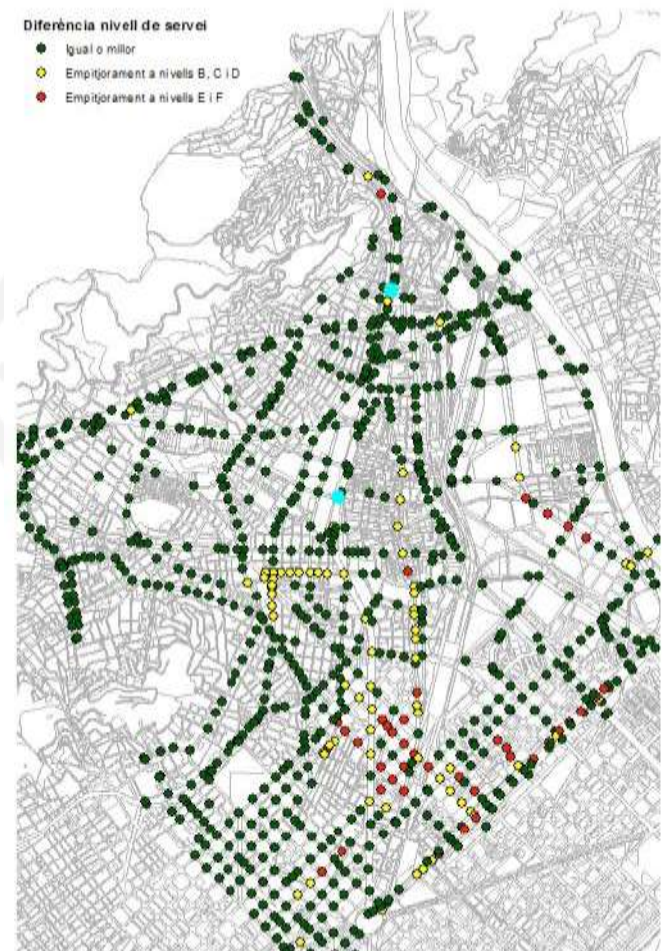 Diferència nivell de servei
Igual o millor
Empitjorament a nivells B, C i D
Empitjorament a nivells E i F